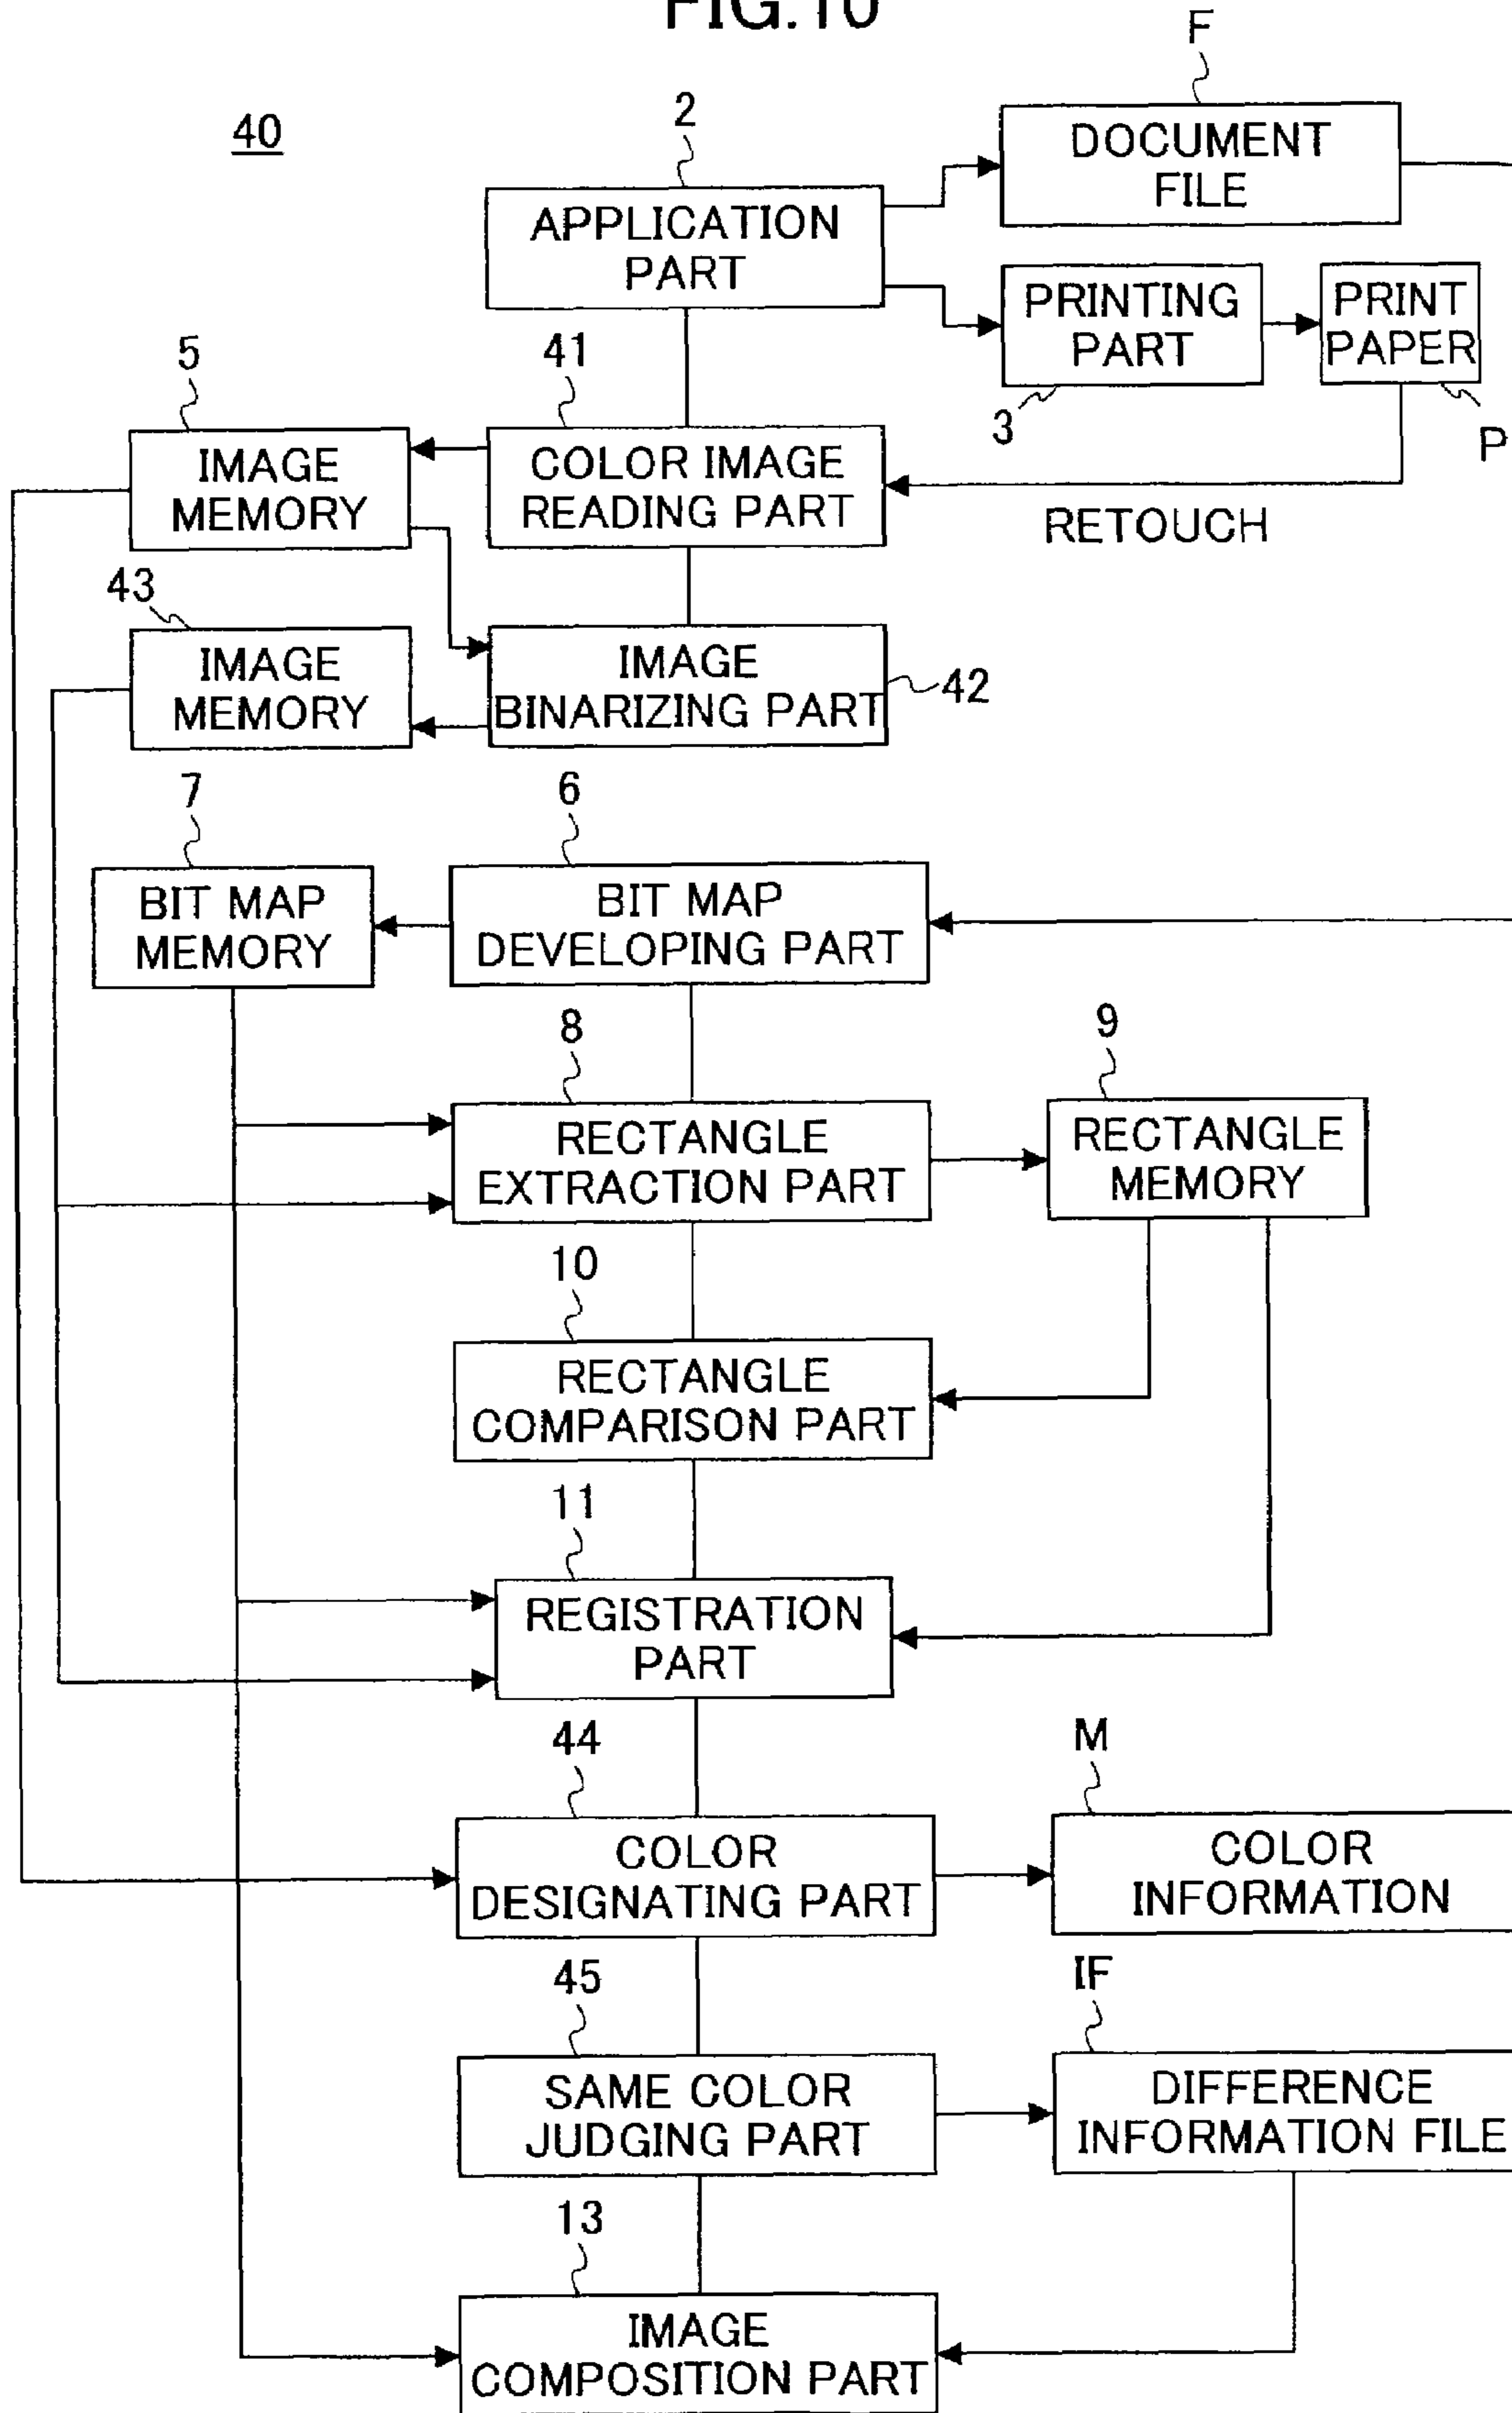 FIG.10
F
40
2
DOCUMENT
FILE
APPLICATION
PART
PRINTING
PART
PRINT
PAPER
5
41
3
P
IMAGE
MEMORY
COLOR IMAGE
READING PART
RETOUCH
43
IMAGE
MEMORY
IMAGE
BINARIZING PART
42
7
6
BIT MAP
MEMORY
BIT MAP
DEVELOPING PART
8
9
RECTANGLE
EXTRACTION PART
RECTANGLE
MEMORY
10
RECTANGLE
COMPARISON PART
11
REGISTRATION
PART
44
M
COLOR
DESIGNATING PART
COLOR
INFORMATION
45
IF
SAME COLOR
JUDGING PART
DIFFERENCE
INFORMATION FILE
13
IMAGE
COMPOSITION PART